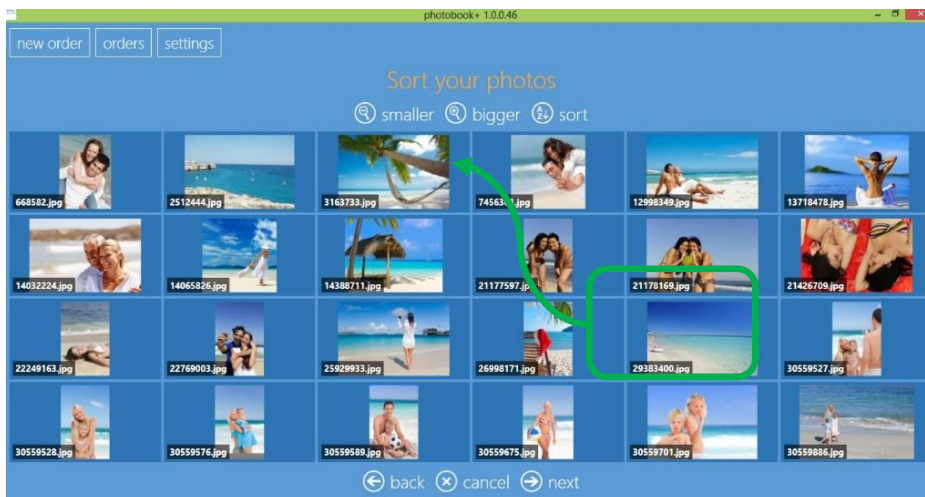 photobook+ 1.0.0.46
new order orders settings
Sort your photos
smaller bigger sort
668582.jpg 2512444.jpg 3163733.jpg 12998349.jpg 13718478.jpg
14032224.jpg 14065826.jpg 14388711.jpg 21177597.jpg 21178169.jpg 21426709.jpg
22249163.jpg 22769003.jpg 25929933.jpg 26998171.jpg 29383400.jpg 30559527.jpg
30559528.jpg 30559576.jpg 30559589.jpg 30559675.jpg 30559701.jpg 30559886.jpg
back cancel next